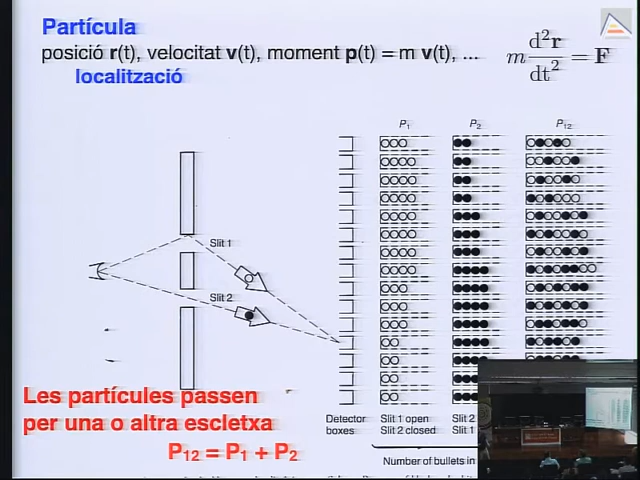 Partícula
posició r(t), velocitat v(t), moment p(t) = m v(t), ...
localització
m d²r/dt² = F
P₁ P₂ P₁₂
Slit 1
Slit 2
Les partícules passen
per una o altra escletxa
P₁₂ = P₁ + P₂
Detector
boxes
Slit 1 open
Slit 2 closed
Slit 2
Slit 1
Number of bullets in